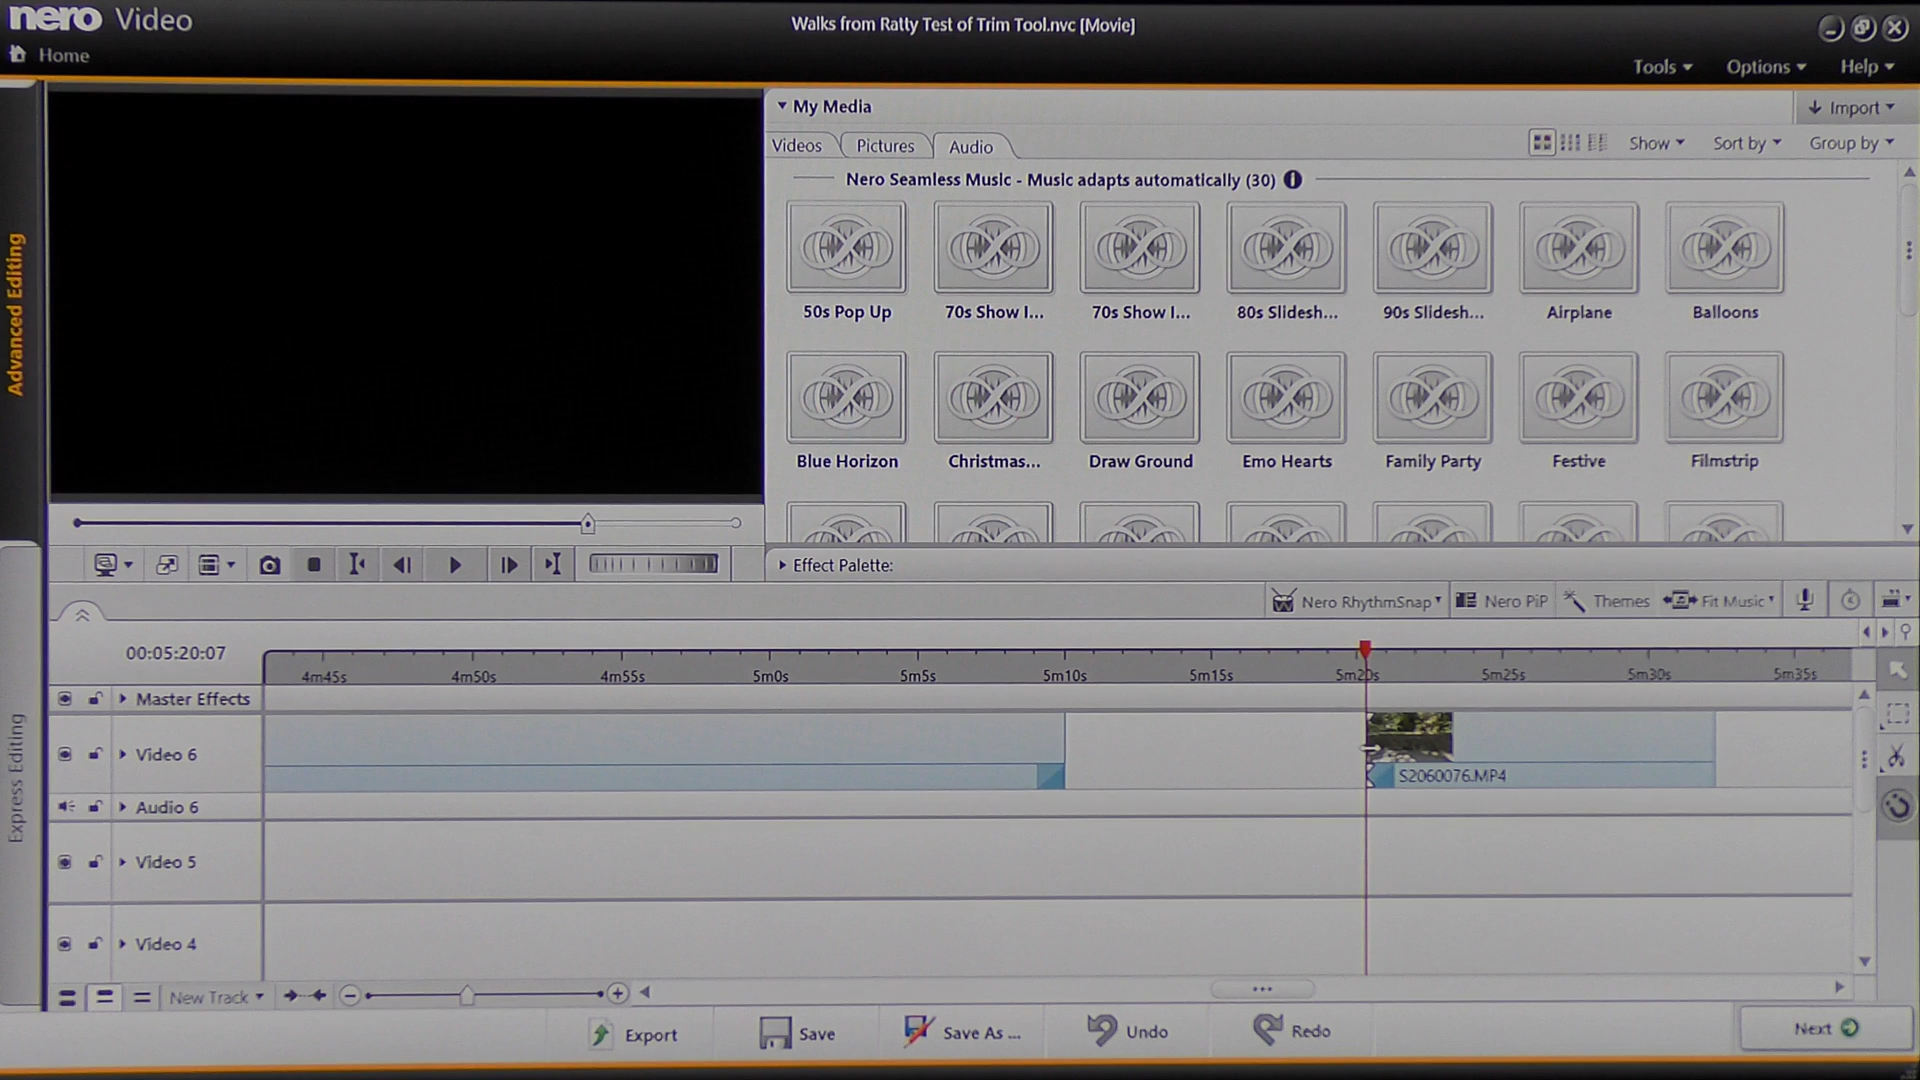 nero Video
Walks from Ratty Test of Trim Tool.nvc [Movie]
Home
Tools
Options
Help
Advanced Editing
Express Editing
My Media
Import
Videos
Pictures
Audio
Show
Sort by
Group by
Nero Seamless Music - Music adapts automatically (30)
50s Pop Up
70s Show I...
70s Show I...
80s Slidesh...
90s Slidesh...
Airplane
Balloons
Blue Horizon
Christmas...
Draw Ground
Emo Hearts
Family Party
Festive
Filmstrip
Effect Palette:
Nero RhythmSnap
Nero PiP
Themes
Fit Music
00:05:20:07
4m45s
4m50s
4m55s
5m0s
5m5s
5m10s
5m15s
5m20s
5m25s
5m30s
5m35s
Master Effects
Video 6
S2060076.MP4
Audio 6
Video 5
Video 4
New Track
Export
Save
Save As ...
Undo
Redo
Next